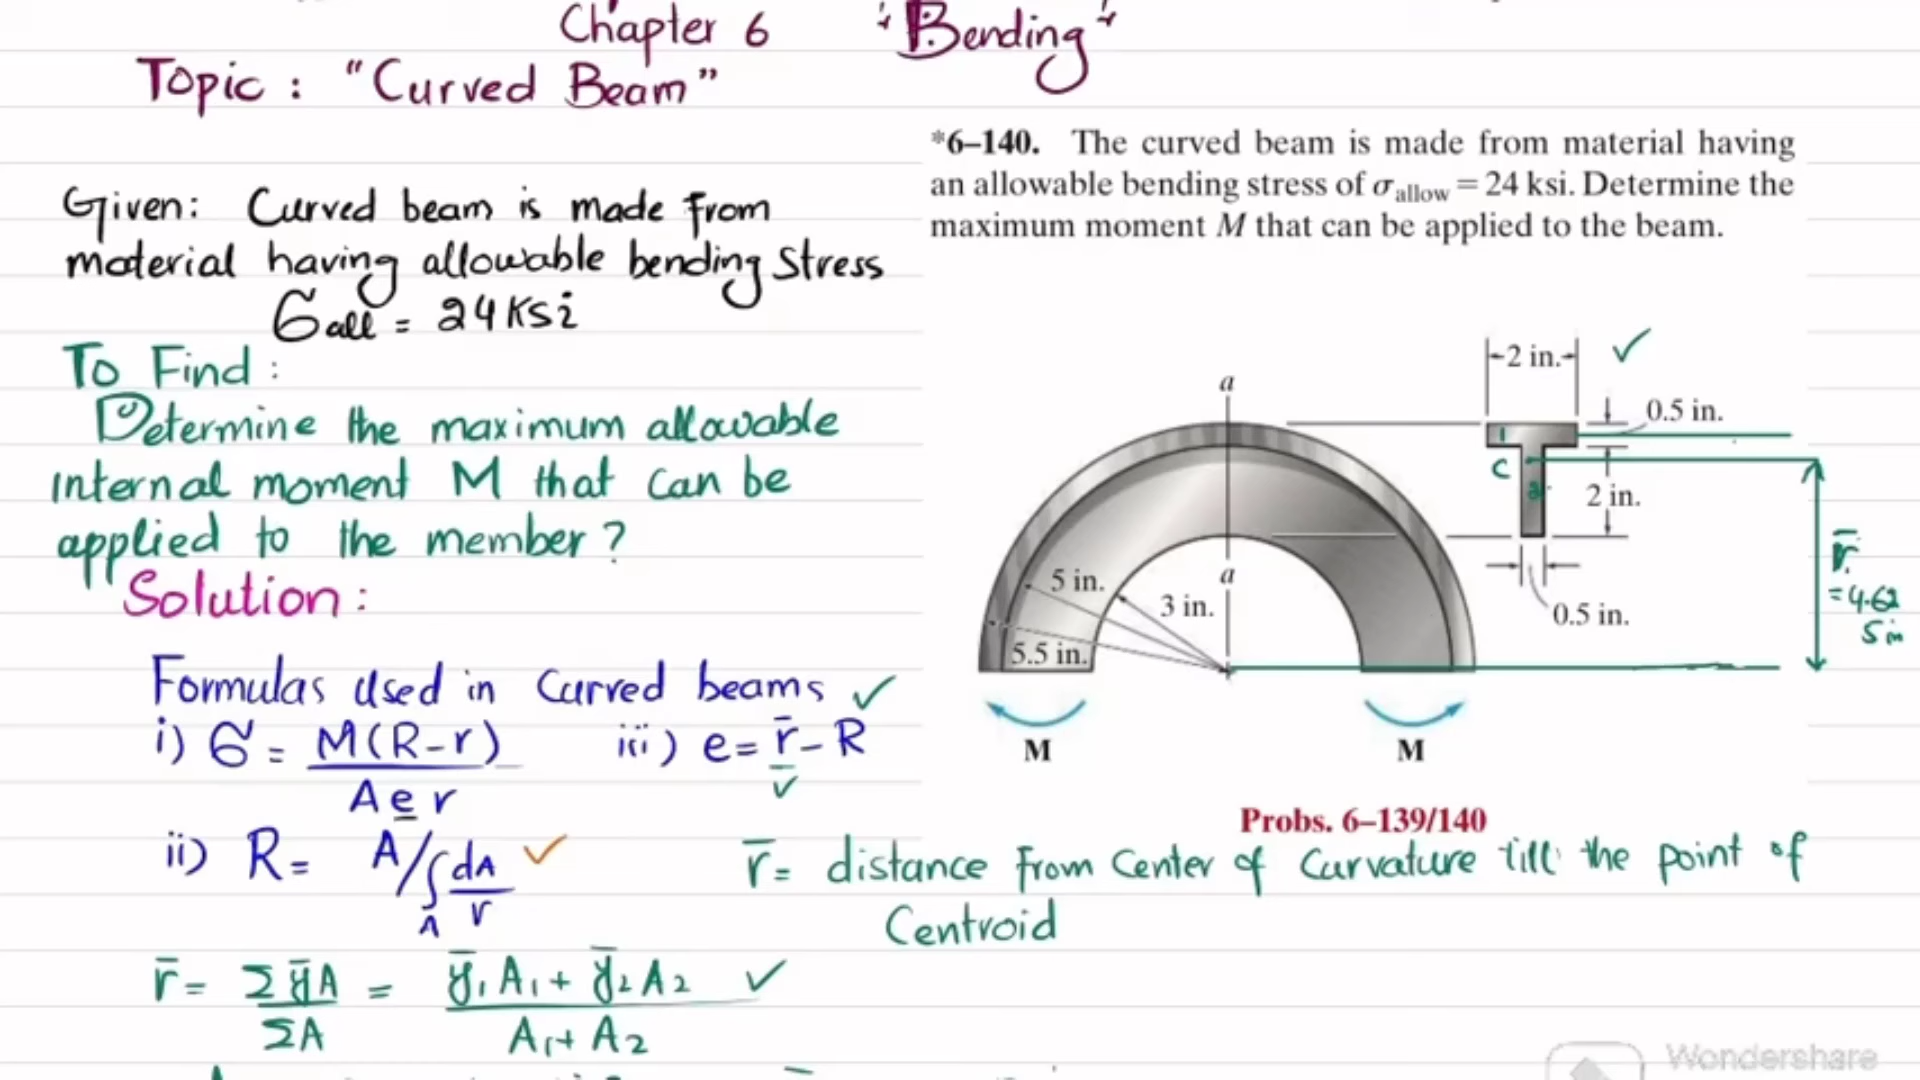 Chapter 6 "Bending"
Topic : "Curved Beam"
*6–140. The curved beam is made from material having
an allowable bending stress of σallow = 24 ksi. Determine the
maximum moment M that can be applied to the beam.
Given: Curved beam is made from
material having allowable bending stress
σall = 24 ksi
To Find :
Determine the maximum allowable
internal moment M that can be
applied to the member ?
Solution :
Formulas used in curved beams ✓
i) σ = M(R-r) / A e r
iii) e = r̄ - R
✓
ii) R = A/∫A dA/r ✓
a
2 in. ✓
0.5 in.
1
C
2
2 in.
r̄
= 4.62
5 in
0.5 in.
a
5 in.
3 in.
5.5 in.
M
M
Probs. 6–139/140
r̄ = distance from center of curvature till the point of
Centroid
r̄ = ΣȳA / ΣA = ȳ1 A1 + ȳ2 A2 / A1 + A2 ✓
Wondershare